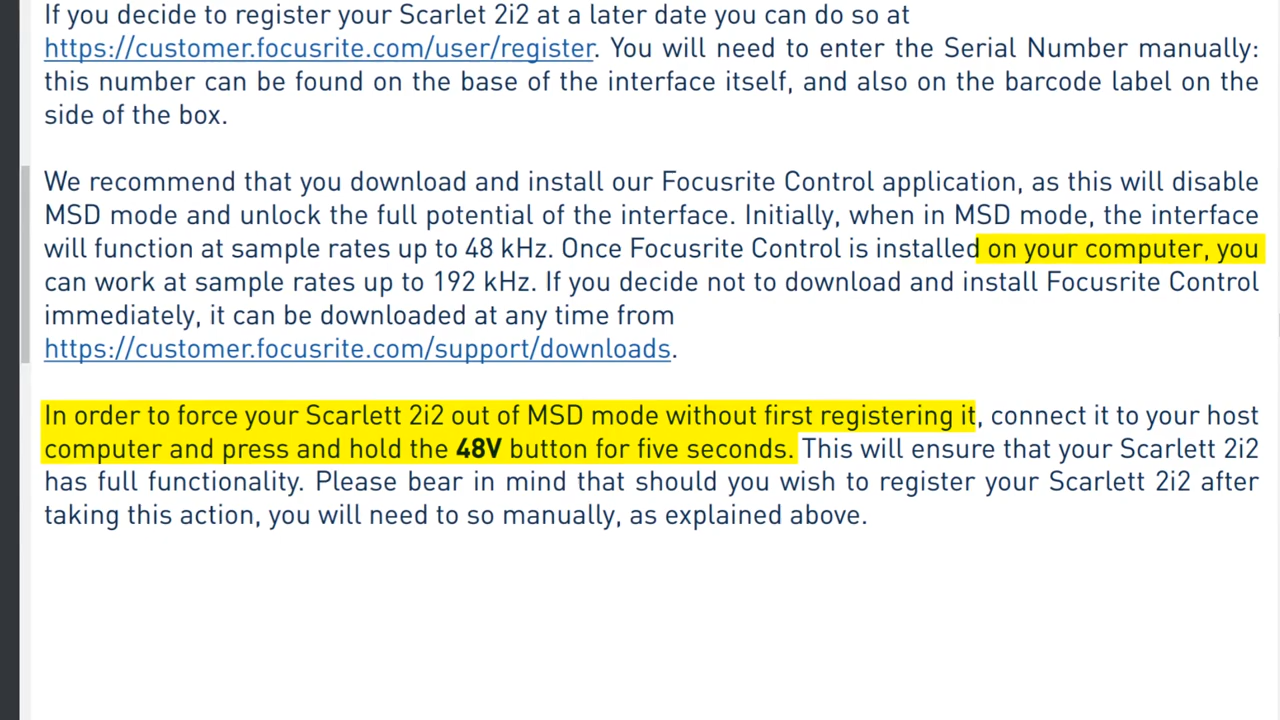 If you decide to register your Scarlet 2i2 at a later date you can do so at
https://customer.focusrite.com/user/register. You will need to enter the Serial Number manually:
this number can be found on the base of the interface itself, and also on the barcode label on the
side of the box.
We recommend that you download and install our Focusrite Control application, as this will disable
MSD mode and unlock the full potential of the interface. Initially, when in MSD mode, the interface
will function at sample rates up to 48 kHz. Once Focusrite Control is installed on your computer, you
can work at sample rates up to 192 kHz. If you decide not to download and install Focusrite Control
immediately, it can be downloaded at any time from
https://customer.focusrite.com/support/downloads.
In order to force your Scarlett 2i2 out of MSD mode without first registering it, connect it to your host
computer and press and hold the 48V button for five seconds. This will ensure that your Scarlett 2i2
has full functionality. Please bear in mind that should you wish to register your Scarlett 2i2 after
taking this action, you will need to so manually, as explained above.